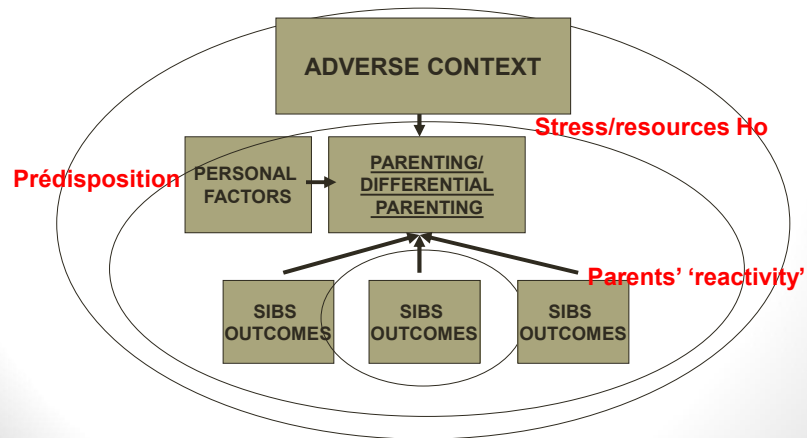 ADVERSE CONTEXT
Stress/resources Ho
Prédisposition
PERSONAL
FACTORS
PARENTING/
DIFFERENTIAL
PARENTING
Parents’ ‘reactivity’
SIBS
OUTCOMES
SIBS
OUTCOMES
SIBS
OUTCOMES